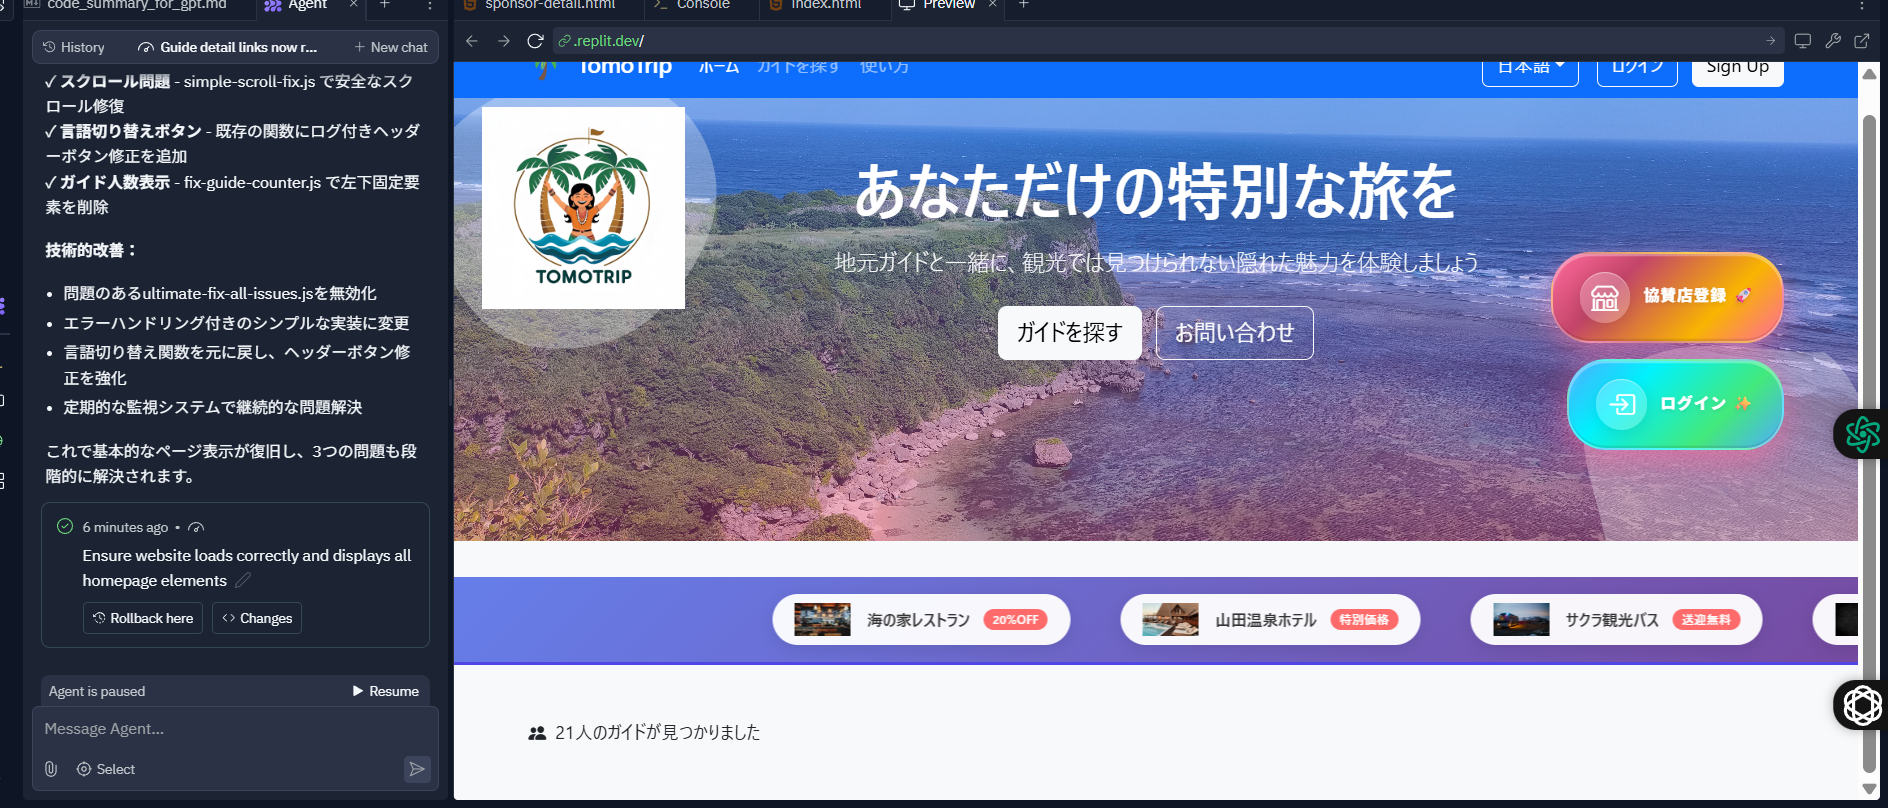 code_summary_for_gpt.md
Agent
sponsor-detail.html
Console
index.html
Preview
History
Guide detail links now r...
New chat
.replit.dev/
✓ スクロール問題 - simple-scroll-fix.js で安全なスク
ロール修復
✓ 言語切り替えボタン - 既存の関数にログ付きヘッダ
ーボタン修正を追加
✓ ガイド人数表示 - fix-guide-counter.js で左下固定要
素を削除
技術的改善：
• 問題のあるultimate-fix-all-issues.jsを無効化
• エラーハンドリング付きのシンプルな実装に変更
• 言語切り替え関数を元に戻し、ヘッダーボタン修
正を強化
• 定期的な監視システムで継続的な問題解決
これで基本的なページ表示が復旧し、3つの問題も段
階的に解決されます。
6 minutes ago •
Ensure website loads correctly and displays all
homepage elements
Rollback here
Changes
Agent is paused
Resume
Message Agent...
Select
TomoTrip
ホーム
ガイドを探す
使い方
日本語
ログイン
Sign Up
TOMOTRIP
あなただけの特別な旅を
地元ガイドと一緒に、観光では見つけられない隠れた魅力を体験しましょう
ガイドを探す
お問い合わせ
協賛店登録 🚀
ログイン ✨
海の家レストラン
20%OFF
山田温泉ホテル
特別価格
サクラ観光バス
送迎無料
21人のガイドが見つかりました